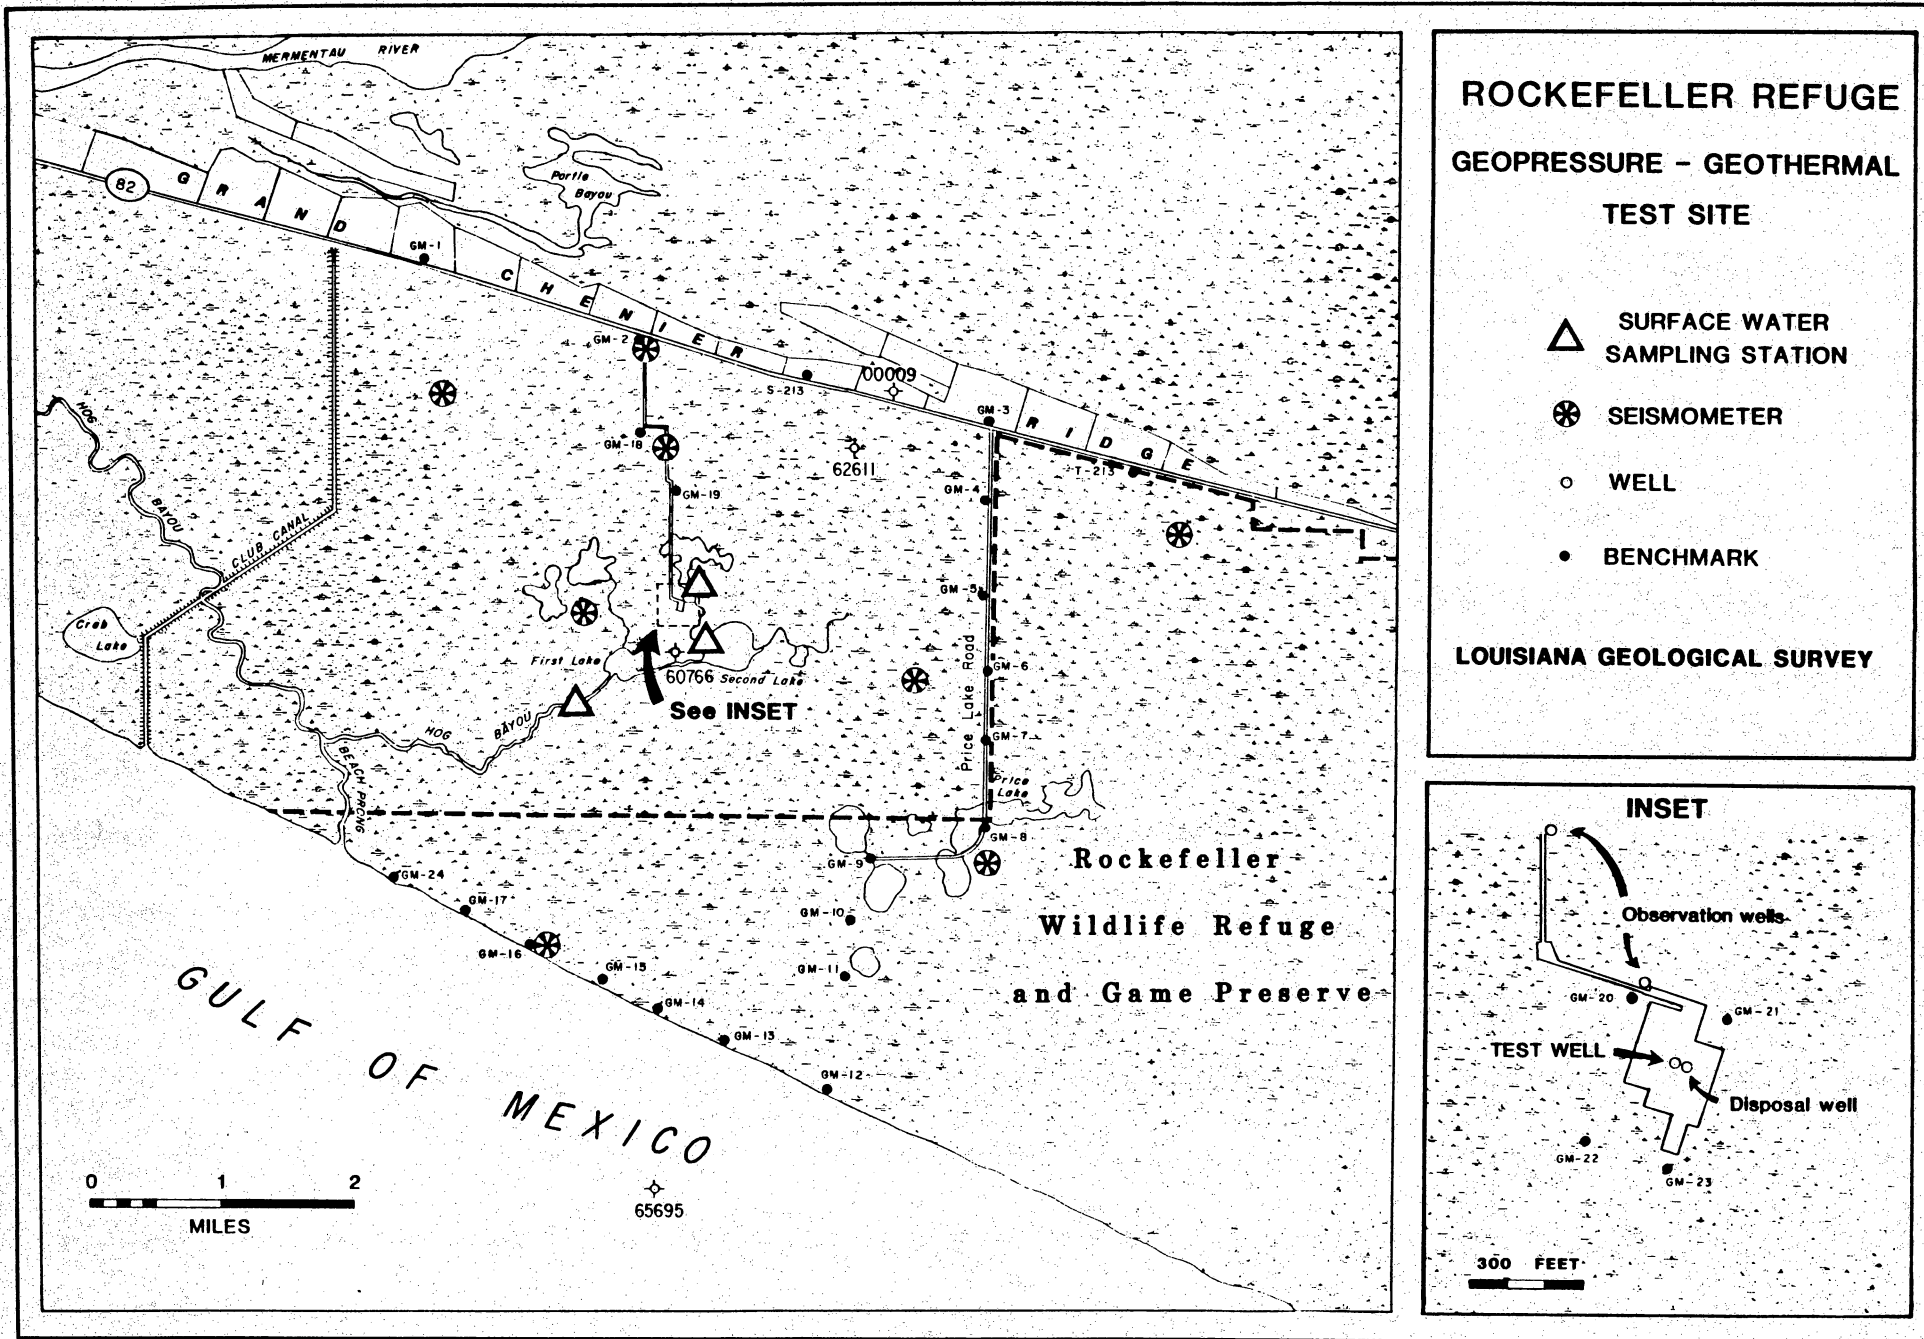 MERMENTAU RIVER
82
GRAND CHENIER RIDGE
Portie
Bayou
GM-1
GM-2
S-213
00009
GM-3
T-213
GM-18
62611
GM-19
GM-4
HOG
BAYOU
CLUB CANAL
GM-5
Crab
Lake
First Lake
60766
Second Lake
See INSET
GM-6
Price Lake Road
GM-7
HOG
BAYOU
BEACH PRONG
Price
Lake
GM-8
GM-9
GM-24
GM-17
GM-10
GM-16
GM-15
GM-11
GM-14
GM-13
GM-12
Rockefeller
Wildlife Refuge
and Game Preserve
GULF OF MEXICO
65695
0 1 2
MILES
ROCKEFELLER REFUGE
GEOPRESSURE - GEOTHERMAL
TEST SITE
SURFACE WATER
SAMPLING STATION
SEISMOMETER
WELL
BENCHMARK
LOUISIANA GEOLOGICAL SURVEY
INSET
Observation wells
GM-20
GM-21
TEST WELL
Disposal well
GM-22
GM-23
300 FEET